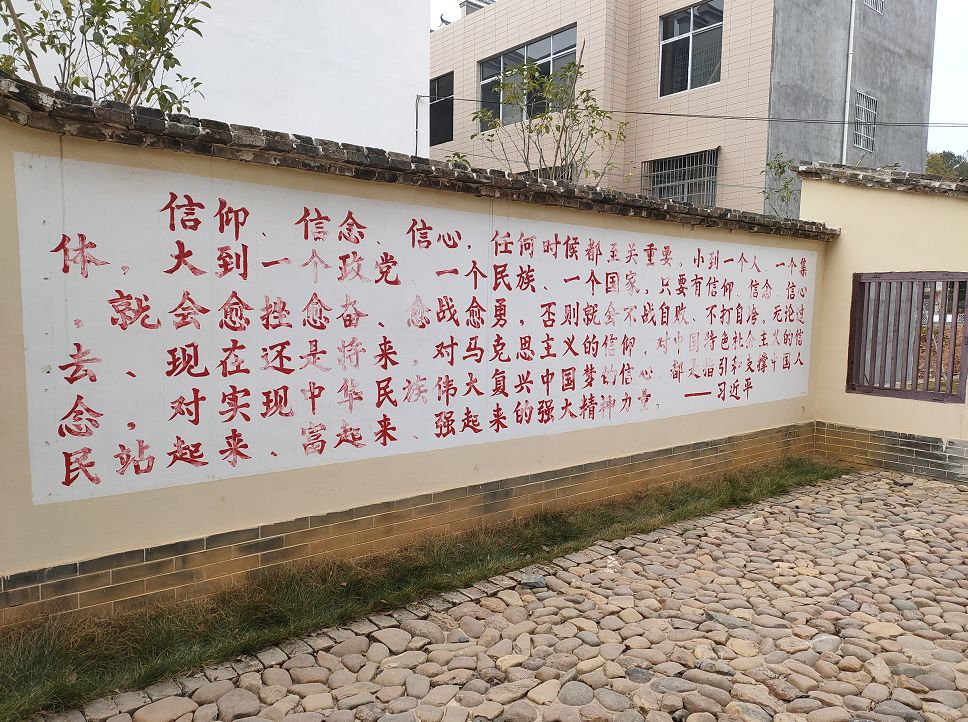 信仰、信念、信心，任何时候都至关重要。小到一个人、一个集
体，大到一个政党、一个民族、一个国家，只要有信仰、信念、信心
，就会愈挫愈奋、愈战愈勇，否则就会不战自败、不打自垮。无论过
去、现在还是将来，对马克思主义的信仰，对中国特色社会主义的信
念，对实现中华民族伟大复兴中国梦的信心，都是指引和支撑中国人
民站起来、富起来、强起来的强大精神力量。 ——习近平